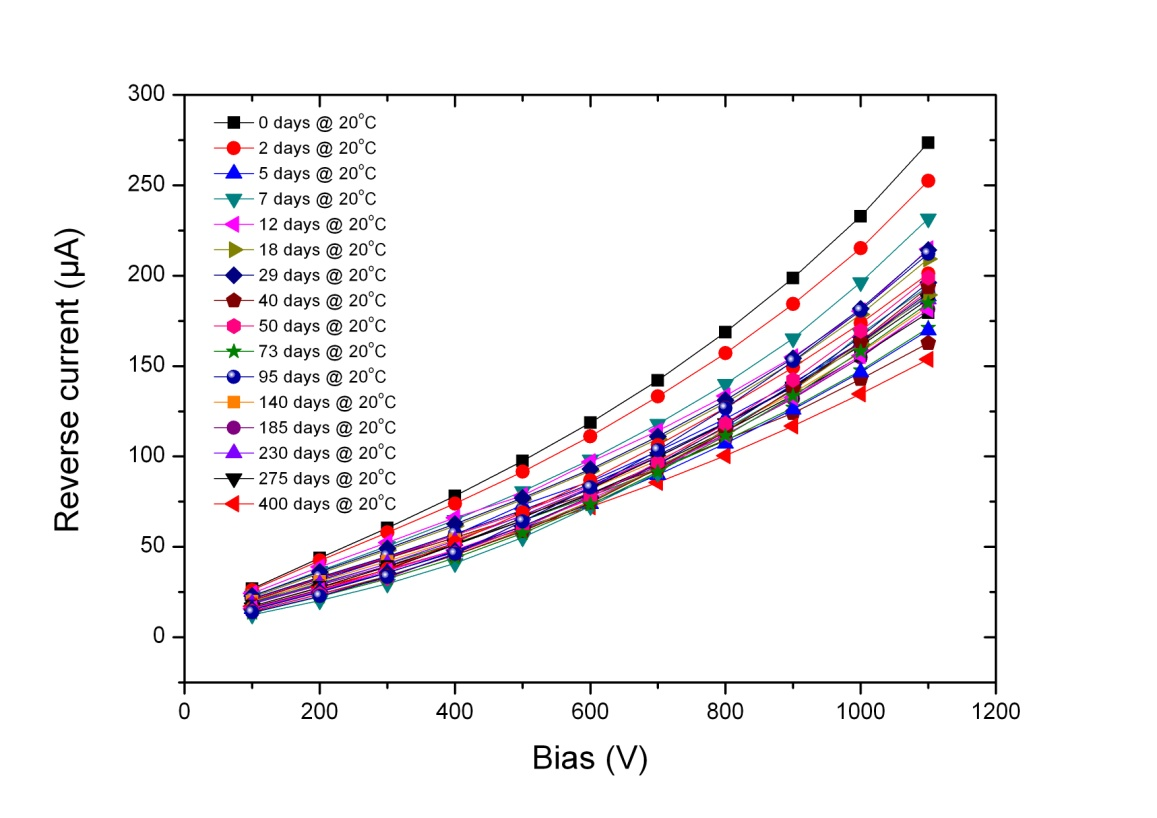 300
250
200
150
100
50
0
0 days @ 20°C
2 days @ 20°C
5 days @ 20°C
7 days @ 20°C
12 days @ 20°C
18 days @ 20°C
29 days @ 20°C
40 days @ 20°C
50 days @ 20°C
73 days @ 20°C
95 days @ 20°C
140 days @ 20°C
185 days @ 20°C
230 days @ 20°C
275 days @ 20°C
400 days @ 20°C
Reverse current (µA)
0 200 400 600 800 1000 1200
Bias (V)